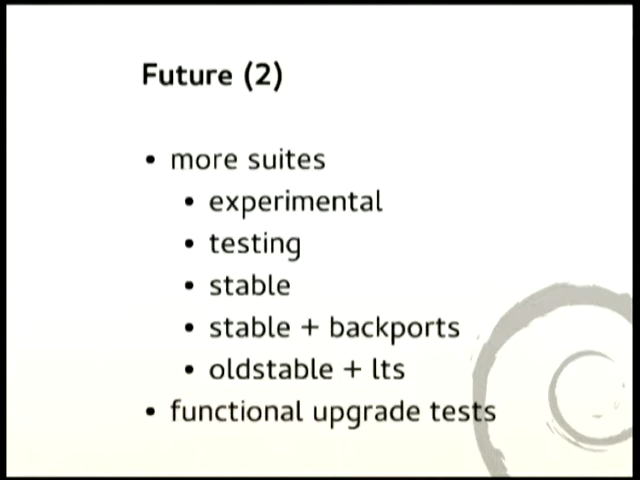 Future (2)
• more suites
• experimental
• testing
• stable
• stable + backports
• oldstable + lts
• functional upgrade tests